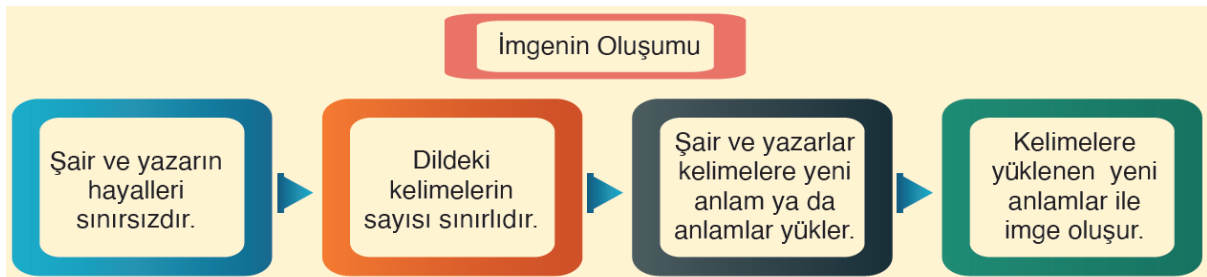 İmgenin Oluşumu
Şair ve yazarın
hayalleri
sınırsızdır.
Dildeki
kelimelerin
sayısı sınırlıdır.
Şair ve yazarlar
kelimelere yeni
anlam ya da
anlamlar yükler.
Kelimelere
yüklenen yeni
anlamlar ile
imge oluşur.